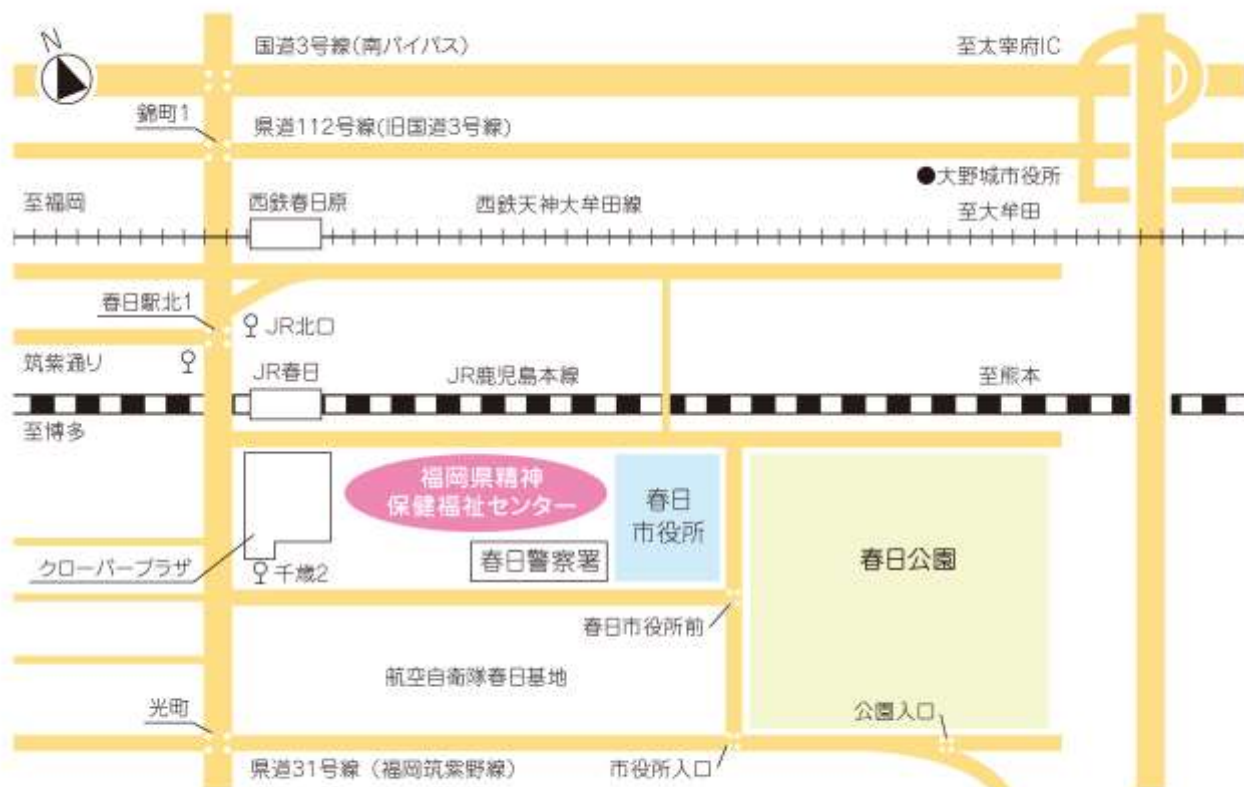 N
国道3号線(南バイパス)
至太宰府IC
錦町1
県道112号線(旧国道3号線)
●大野城市役所
至福岡
西鉄春日原
西鉄天神大牟田線
至大牟田
春日駅北1
JR北口
筑紫通り
JR春日
JR鹿児島本線
至熊本
至博多
福岡県精神
保健福祉センター
春日
市役所
春日警察署
春日公園
クローバープラザ
千歳2
春日市役所前
航空自衛隊春日基地
光町
公園入口
県道31号線（福岡筑紫野線）
市役所入口